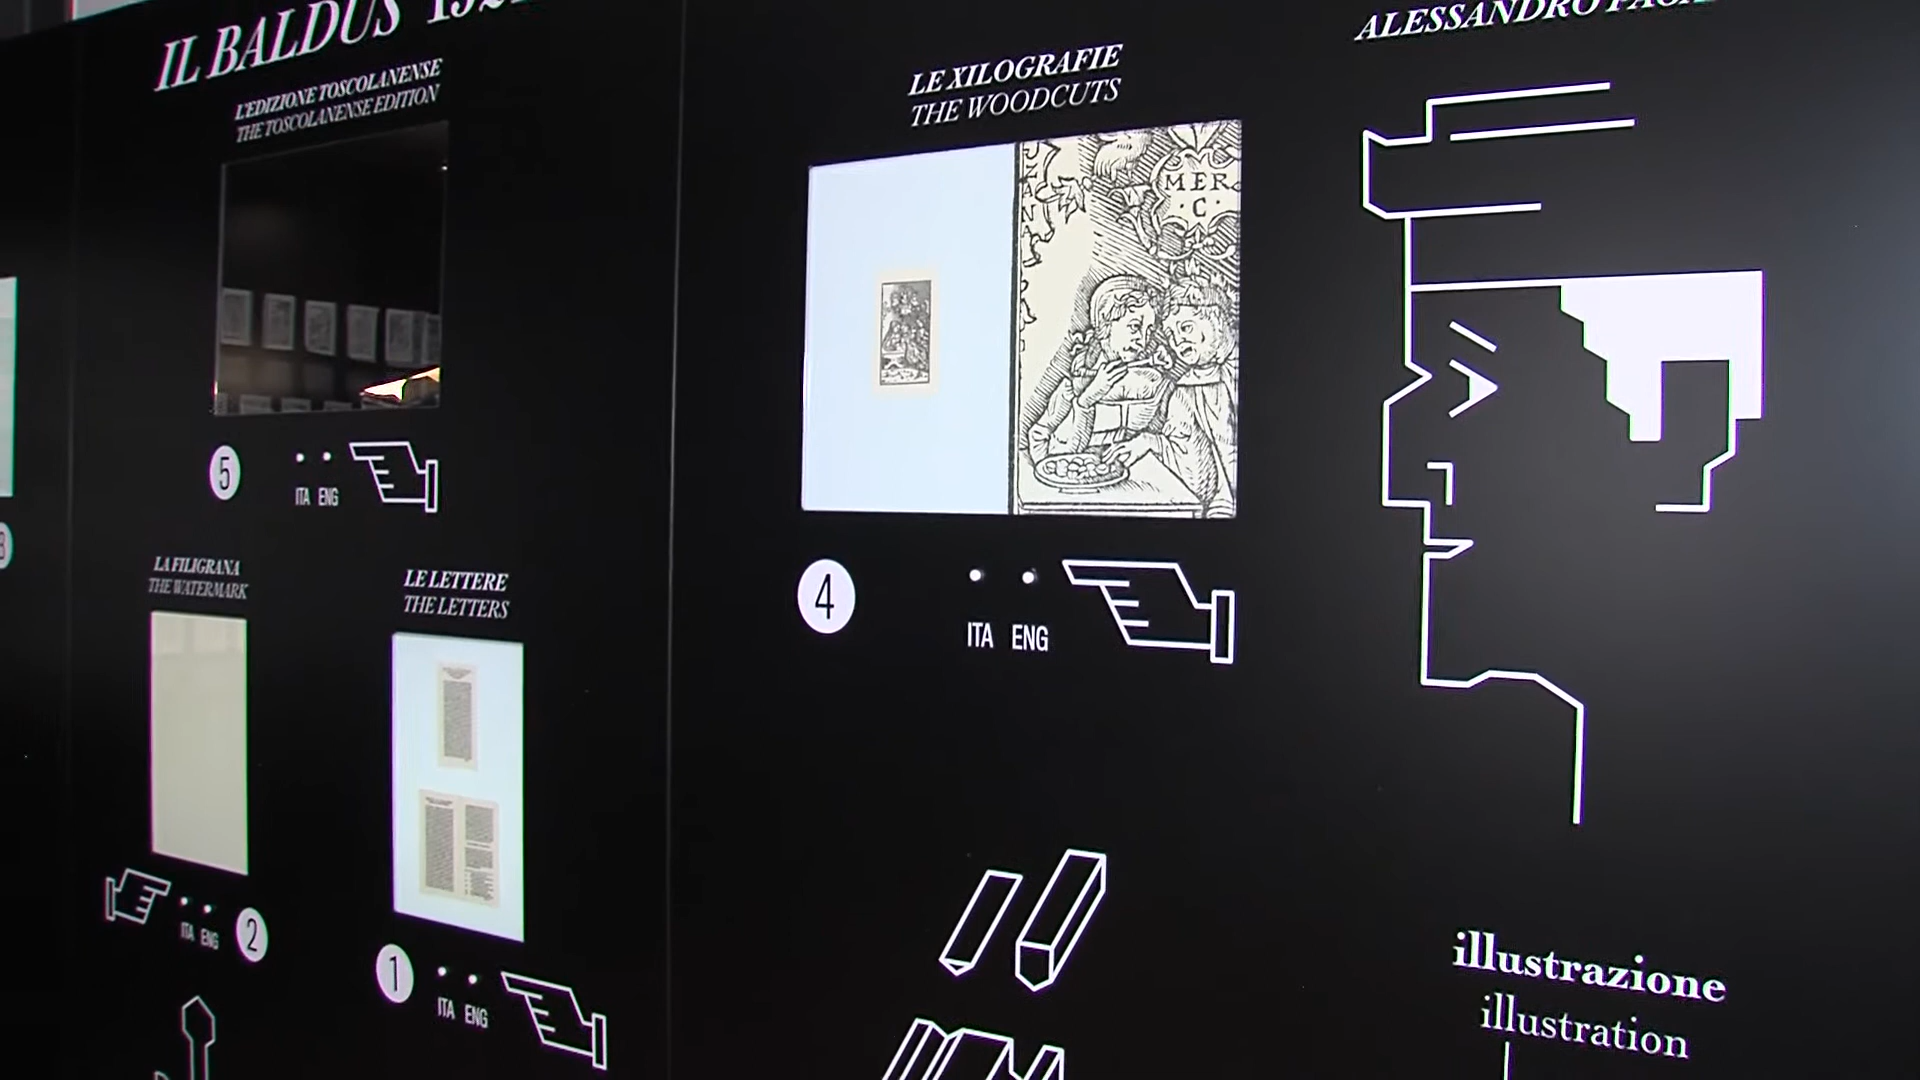 IL BALDUS
L'EDIZIONE TOSCOLANENSE
THE TOSCOLANENSE EDITION
5
ITA ENG
LA FILIGRANA
THE WATERMARK
ITA ENG
2
LE LETTERE
THE LETTERS
1
ITA ENG
LE XILOGRAFIE
THE WOODCUTS
MER
·C·
4
ITA ENG
ALESSANDRO
illustrazione
illustration